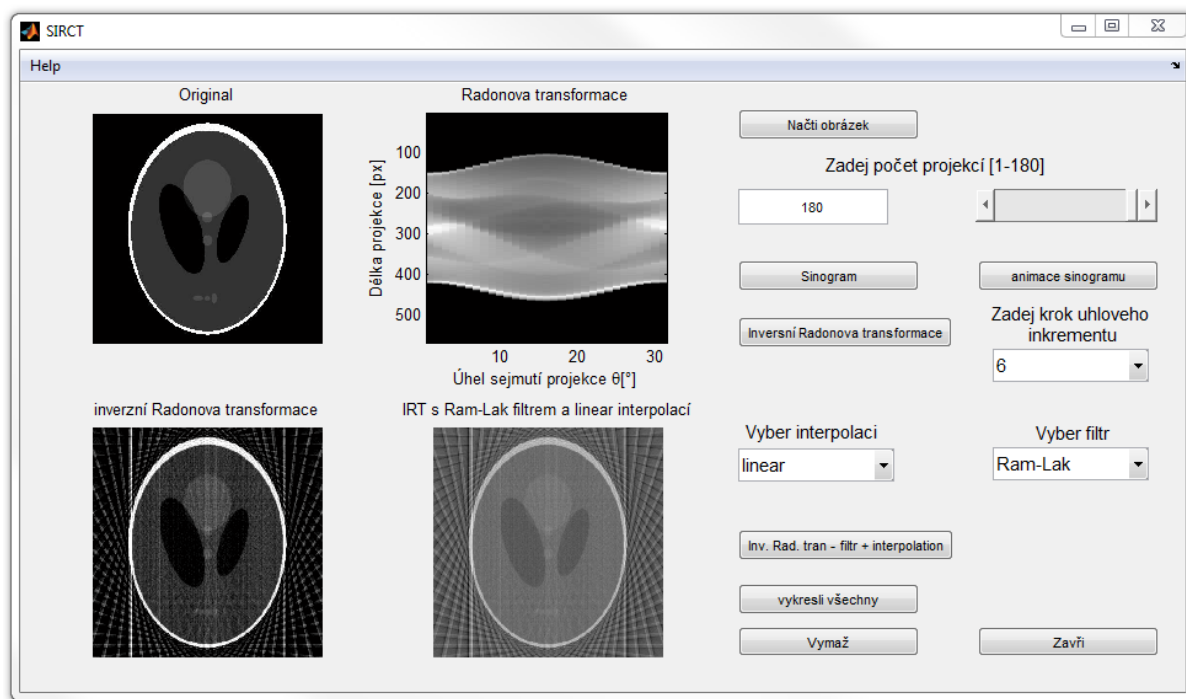 SIRCT
Help
Original
Radonova transformace
Délka projekce [px]
100
200
300
400
500
10 20 30
Úhel sejmutí projekce θ[°]
inverzní Radonova transformace
IRT s Ram-Lak filtrem a linear interpolací
Načti obrázek
Zadej počet projekcí [1-180]
180
Sinogram
animace sinogramu
Inversní Radonova transformace
Zadej krok uhloveho
inkrementu
6
Vyber interpolaci
linear
Vyber filtr
Ram-Lak
Inv. Rad. tran - filtr + interpolation
vykresli všechny
Vymaž
Zavři